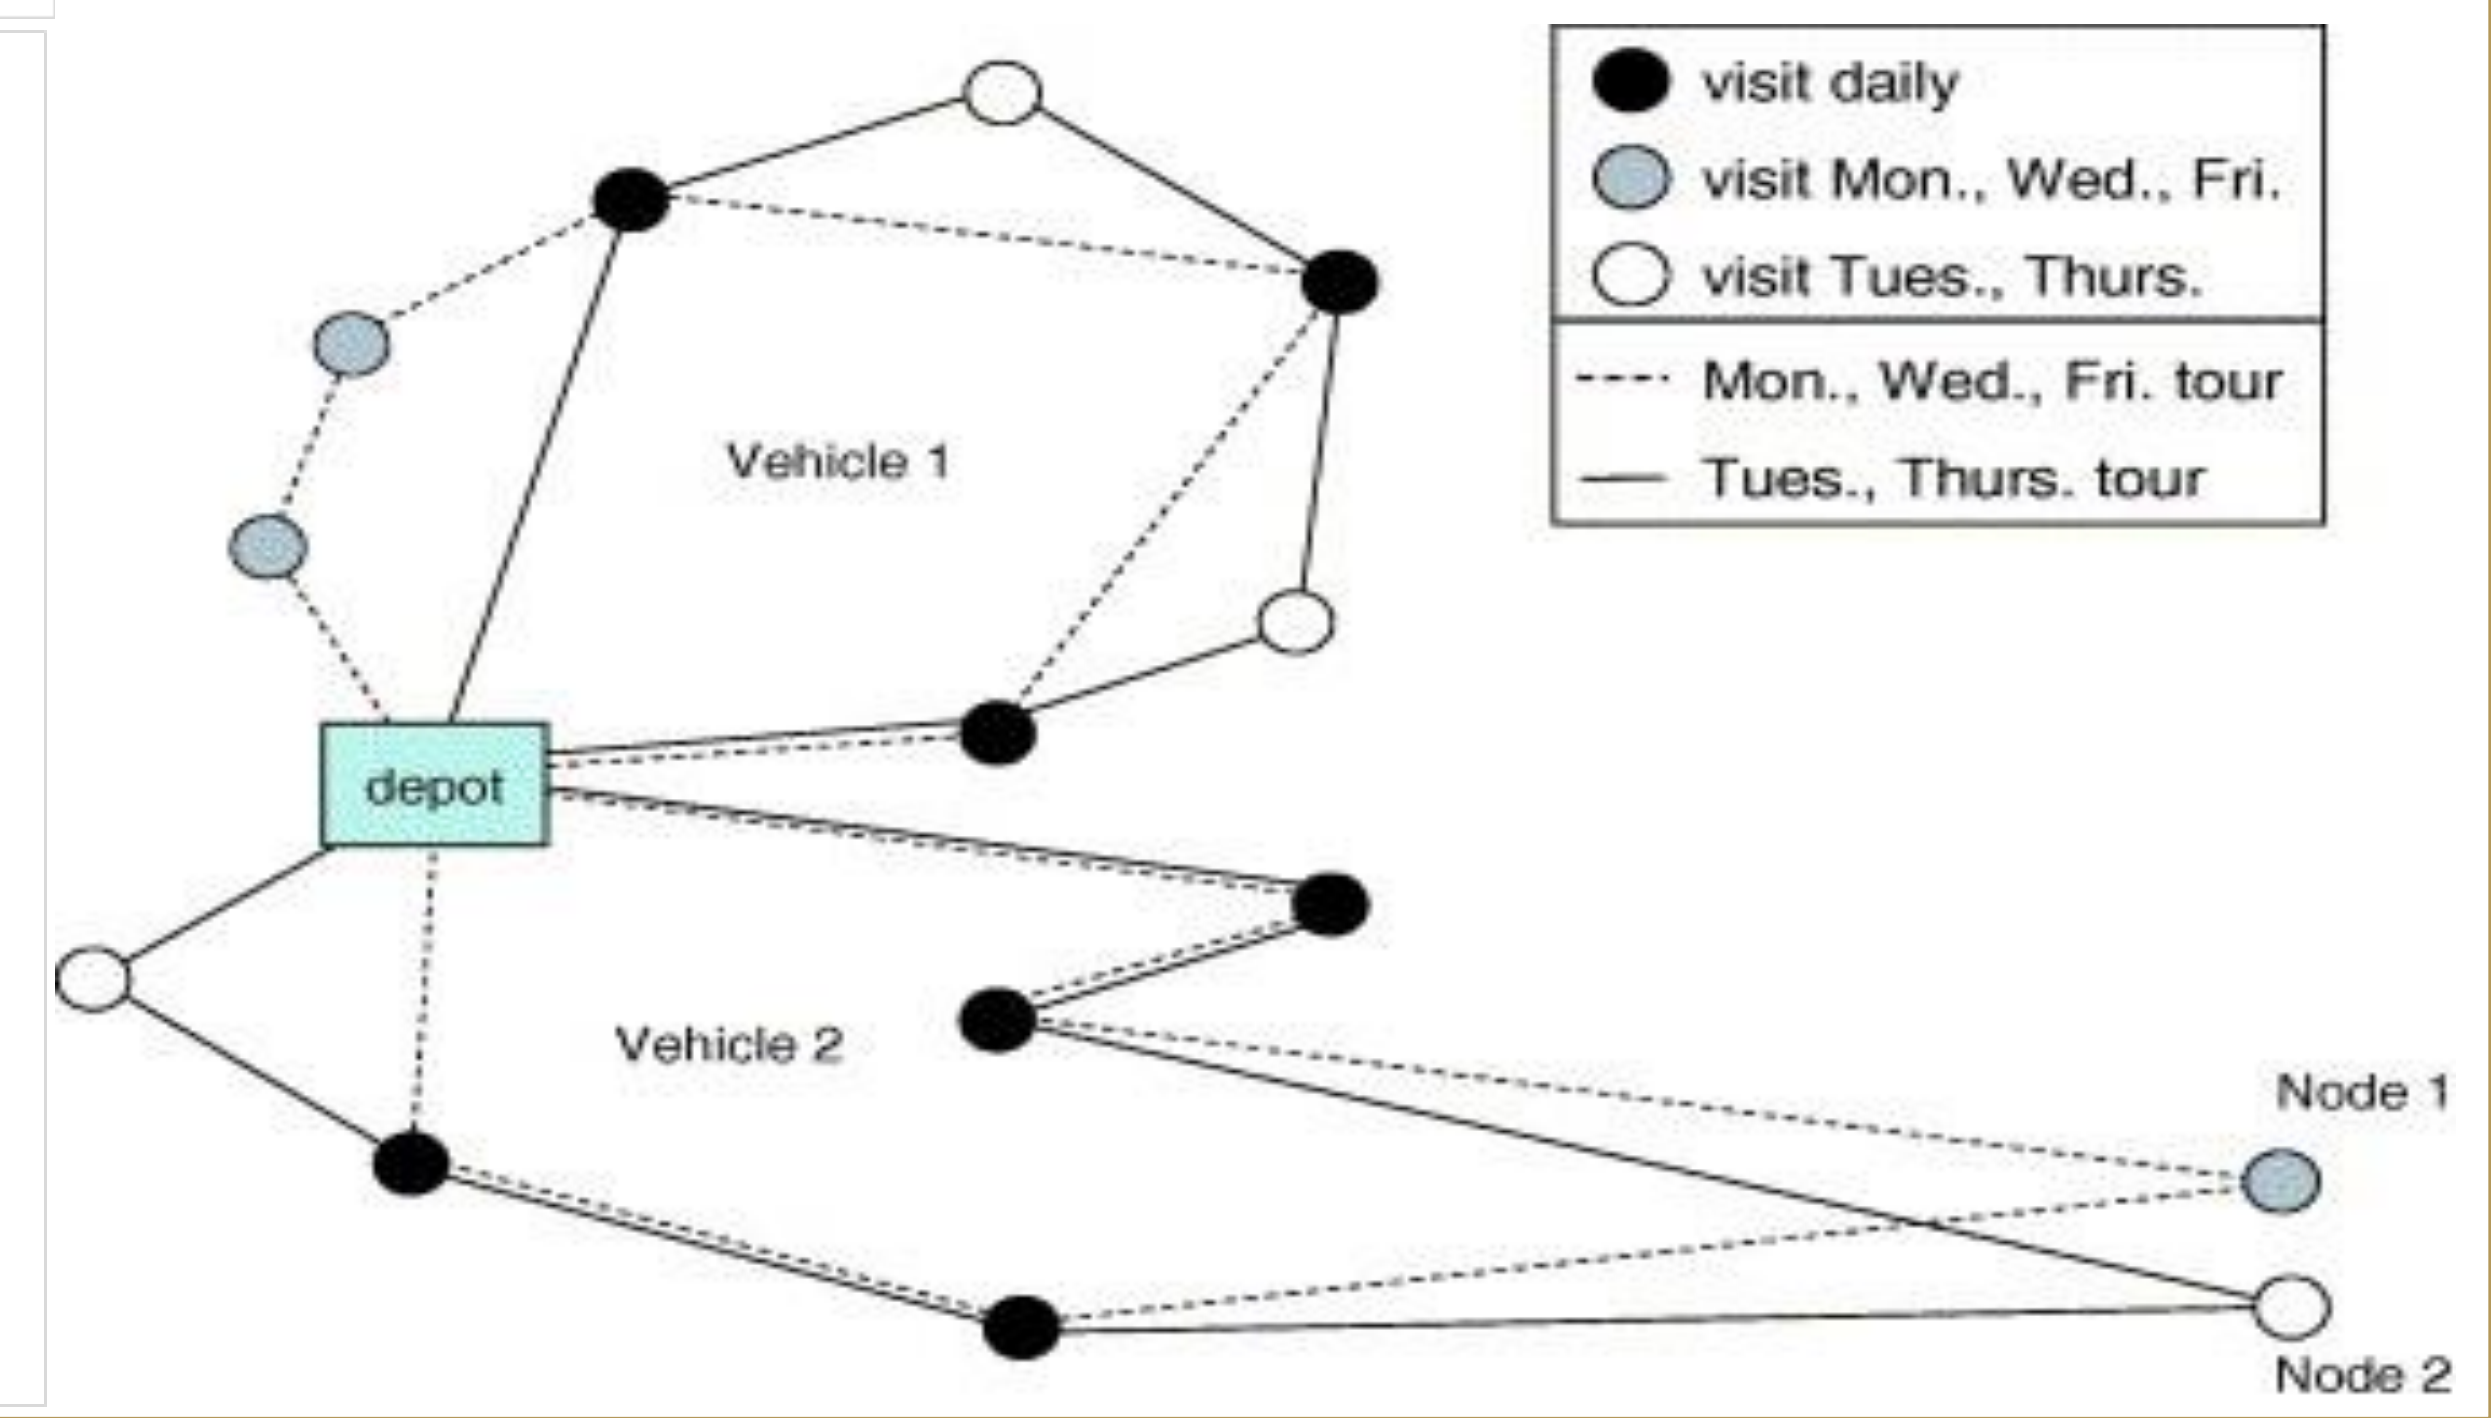 visit daily
visit Mon., Wed., Fri.
visit Tues., Thurs.
Mon., Wed., Fri. tour
Tues., Thurs. tour
Vehicle 1
depot
Vehicle 2
Node 1
Node 2